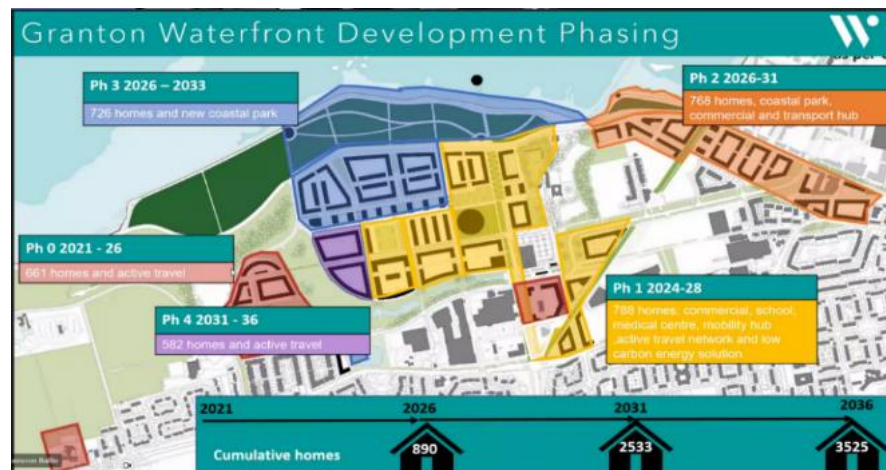 Granton Waterfront Development Phasing
as per
Ph 3 2026 – 2033
726 homes and new coastal park
Ph 2 2026-31
768 homes, coastal park,
commercial and transport hub
Ph 0 2021 - 26
661 homes and active travel
Ph 4 2031 - 36
582 homes and active travel
Ph 1 2024-28
788 homes, commercial, school,
medical centre, mobility hub
,active travel network and low
carbon energy solution
2021
2026
2031
2036
Cumulative homes
890
2533
3525